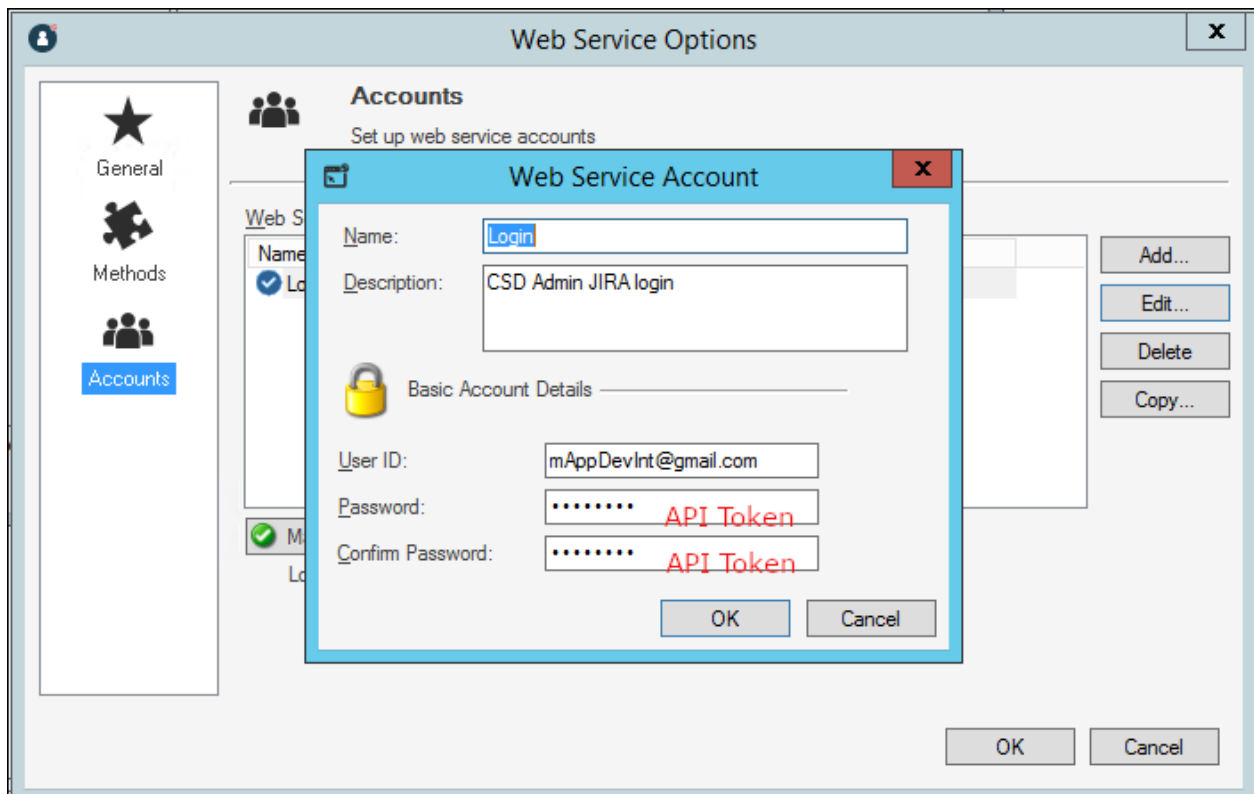 Web Service Options
X
Accounts
Set up web service accounts
General
Methods
Accounts
Web S
Name
Lo
Add...
Edit...
Delete
Copy...
Ma
Lo
Web Service Account
X
Name:
Login
Description:
CSD Admin JIRA login
Basic Account Details
User ID:
mAppDevInt@gmail.com
Password:
•••••••• API Token
Confirm Password:
•••••••• API Token
OK
Cancel
OK
Cancel